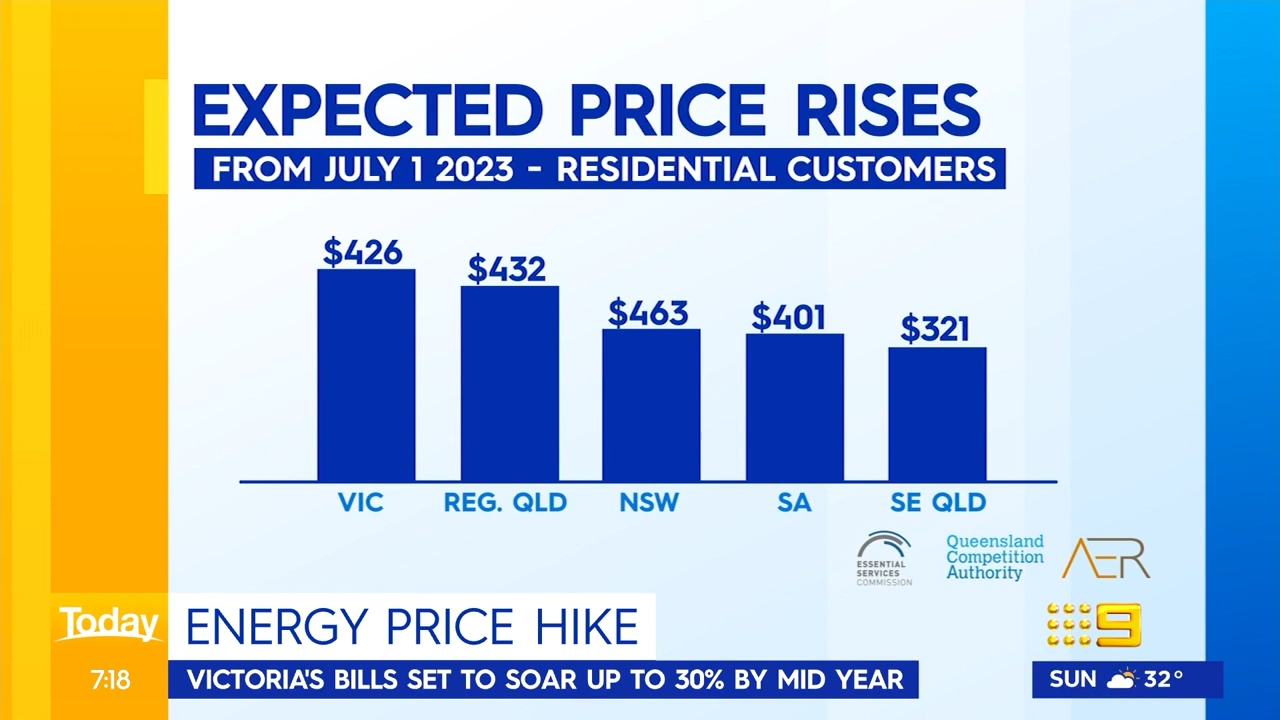 EXPECTED PRICE RISES
FROM JULY 1 2023 - RESIDENTIAL CUSTOMERS
$426
$432
$463
$401
$321
VIC
REG. QLD
NSW
SA
SE QLD
ESSENTIAL
SERVICES
COMMISSION
Queensland
Competition
Authority
AER
Today
ENERGY PRICE HIKE
9
7:18
VICTORIA'S BILLS SET TO SOAR UP TO 30% BY MID YEAR
SUN 32°